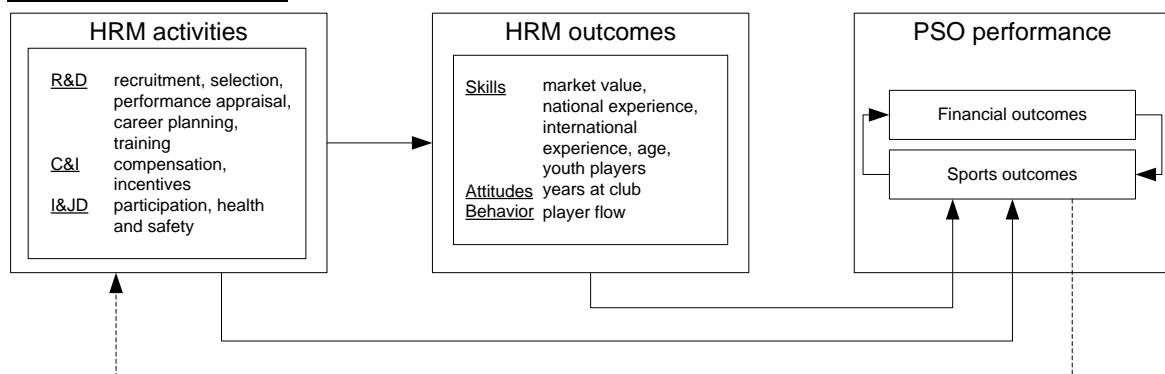 HRM activities
R&D recruitment, selection,
performance appraisal,
career planning,
training
C&I compensation,
incentives
I&JD participation, health
and safety
HRM outcomes
Skills market value,
national experience,
international
experience, age,
youth players
Attitudes years at club
Behavior player flow
PSO performance
Financial outcomes
Sports outcomes